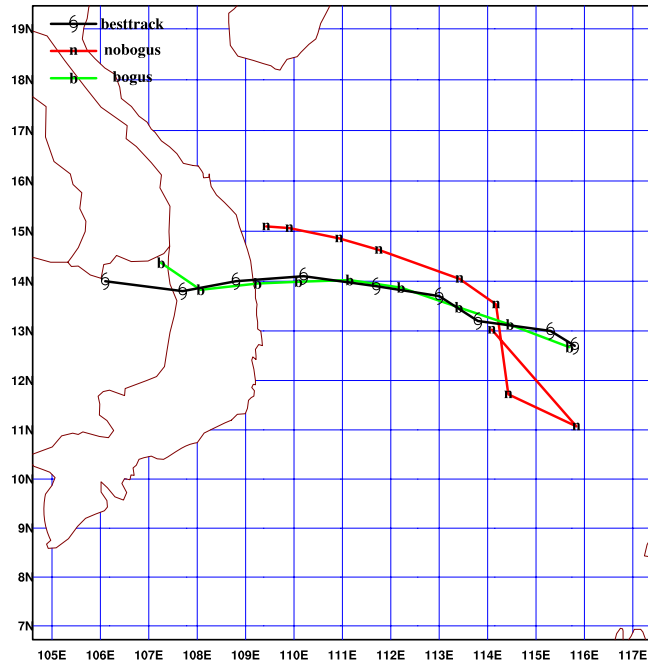 19N
besttrack
n nobogus
18N
b bogus
17N
16N
15N
n n n n
b
14N
n
b b b b b b b
n
13N
b
n
b
12N
n
11N
n
10N
9N
8N
7N
105E 106E 107E 108E 109E 110E 111E 112E 113E 114E 115E 116E 117E